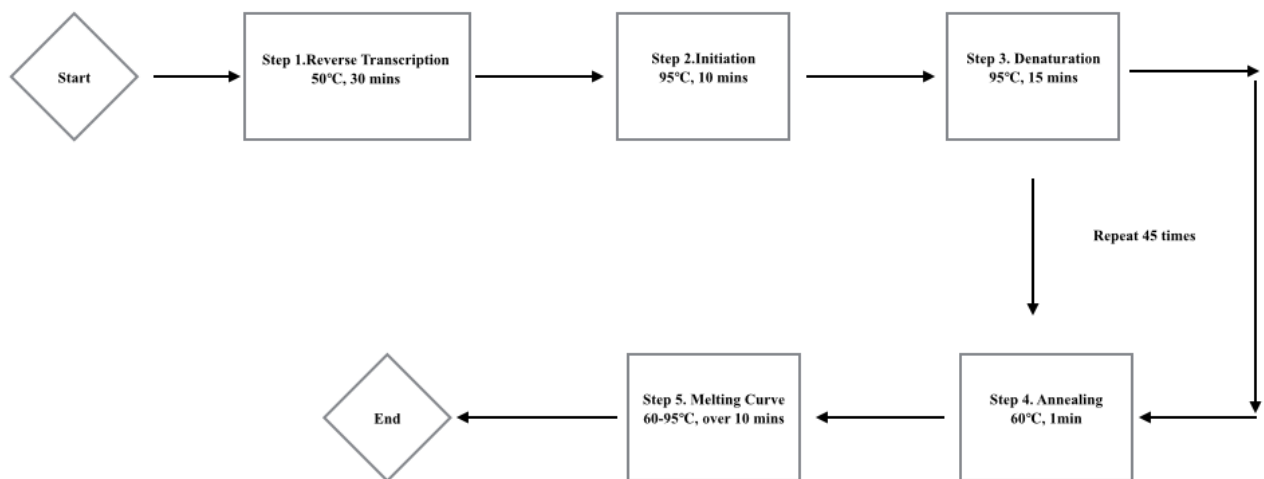 Start
Step 1.Reverse Transcription
50°C, 30 mins
Step 2.Initiation
95°C, 10 mins
Step 3. Denaturation
95°C, 15 mins
Repeat 45 times
Step 4. Annealing
60°C, 1min
Step 5. Melting Curve
60-95°C, over 10 mins
End